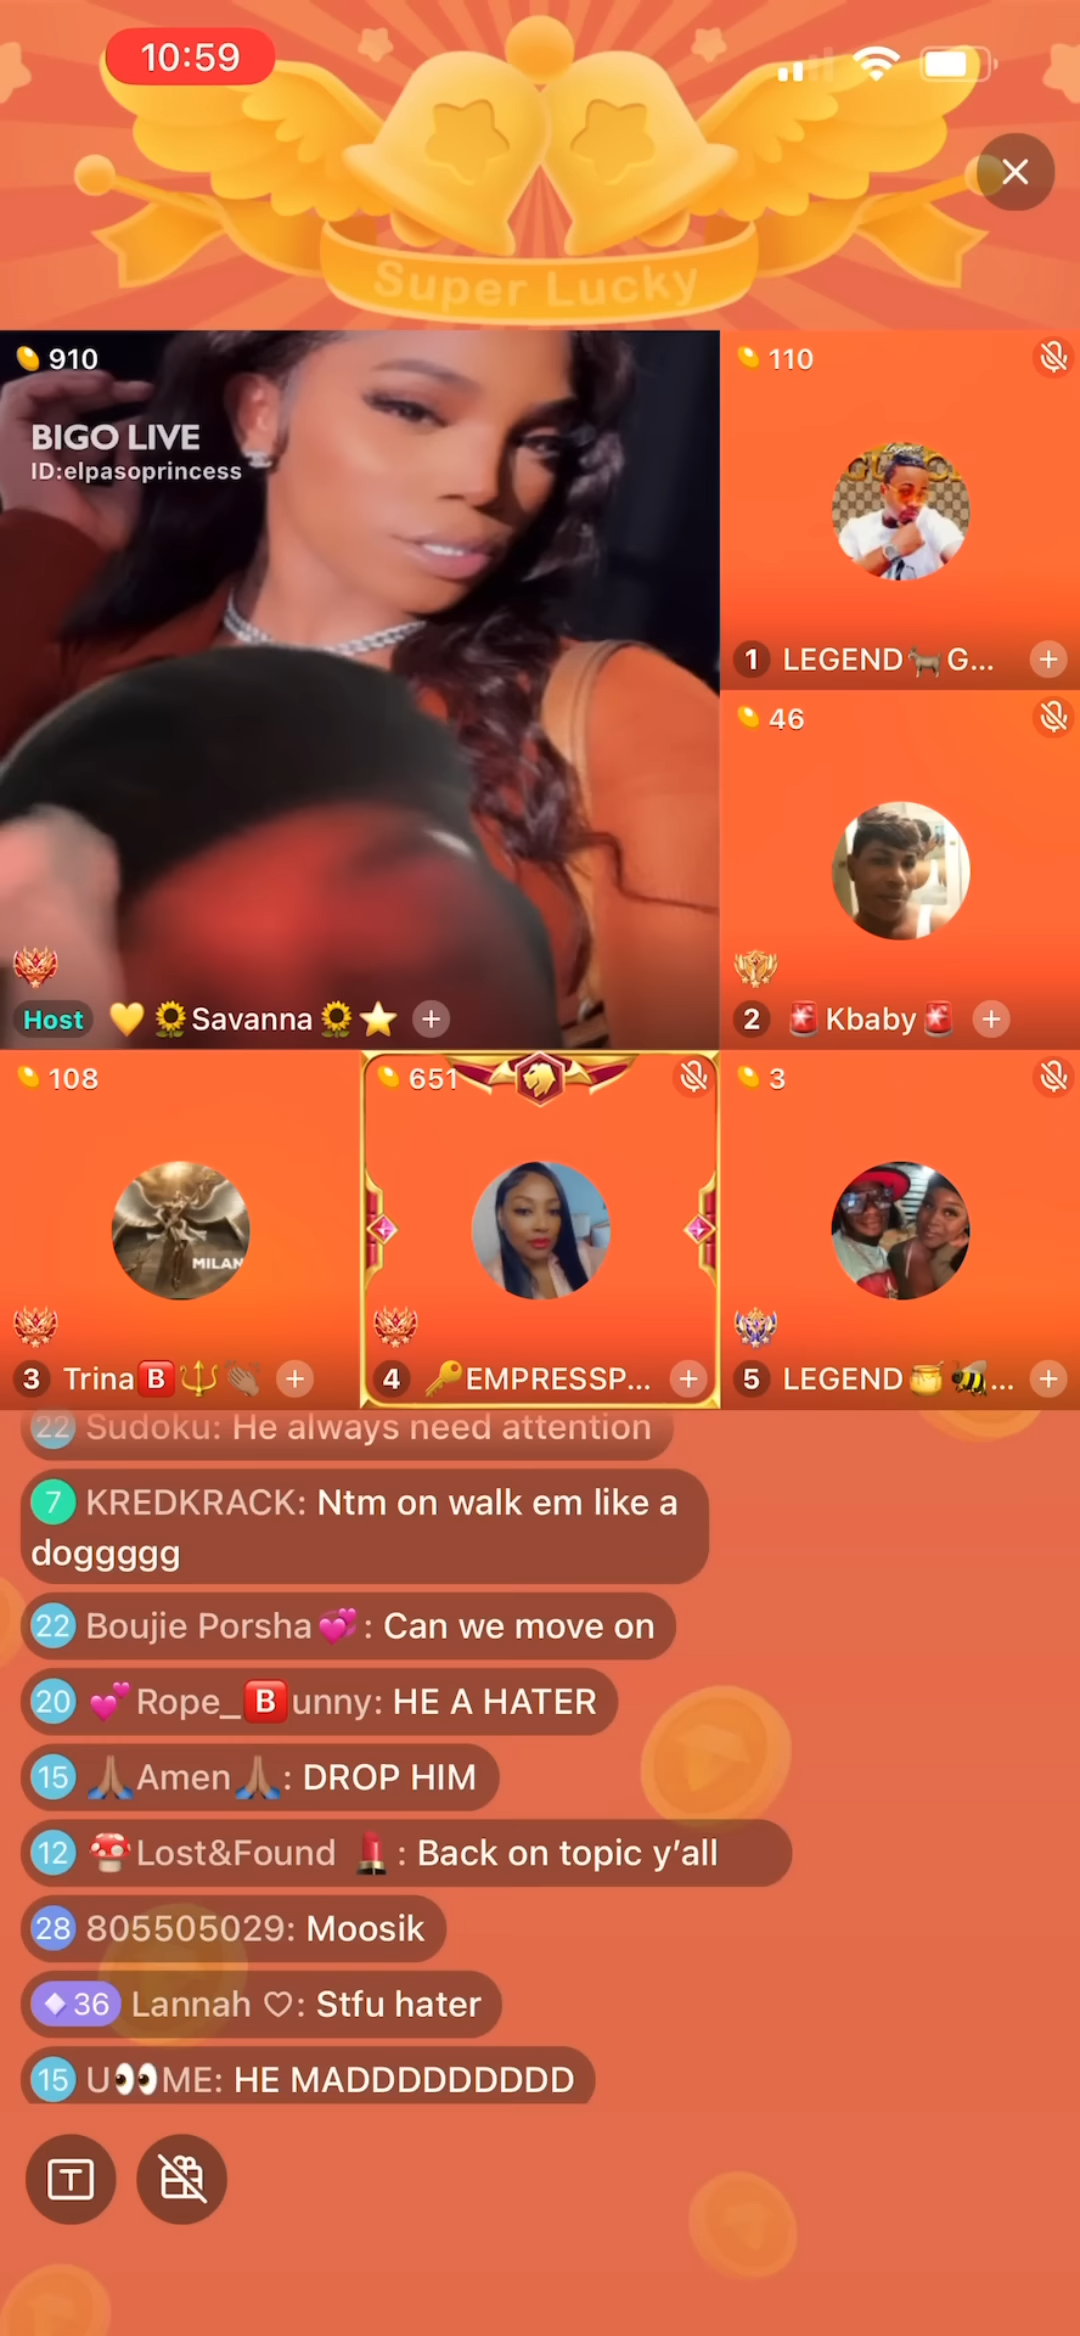 10:59
Super Lucky
910
BIGO LIVE
ID:elpasoprincess
Host 💛🌻Savanna🌻⭐ +
110
1 LEGEND🐐G... +
46
2 🚨Kbaby🚨 +
108
MILAN
3 Trina🅱️🔱👏🏽 +
651
4 🔑EMPRESSP... +
3
5 LEGEND🍯🐝... +
22 Sudoku: He always need attention
7 KREDKRACK: Ntm on walk em like a
doggggg
22 Boujie Porsha💞: Can we move on
20 💕Rope_🅱️unny: HE A HATER
15 🙏🏽Amen🙏🏽: DROP HIM
12 🍄Lost&Found 💄: Back on topic y’all
28 805505029: Moosik
36 Lannah ♡: Stfu hater
15 U👀ME: HE MADDDDDDDDD
T